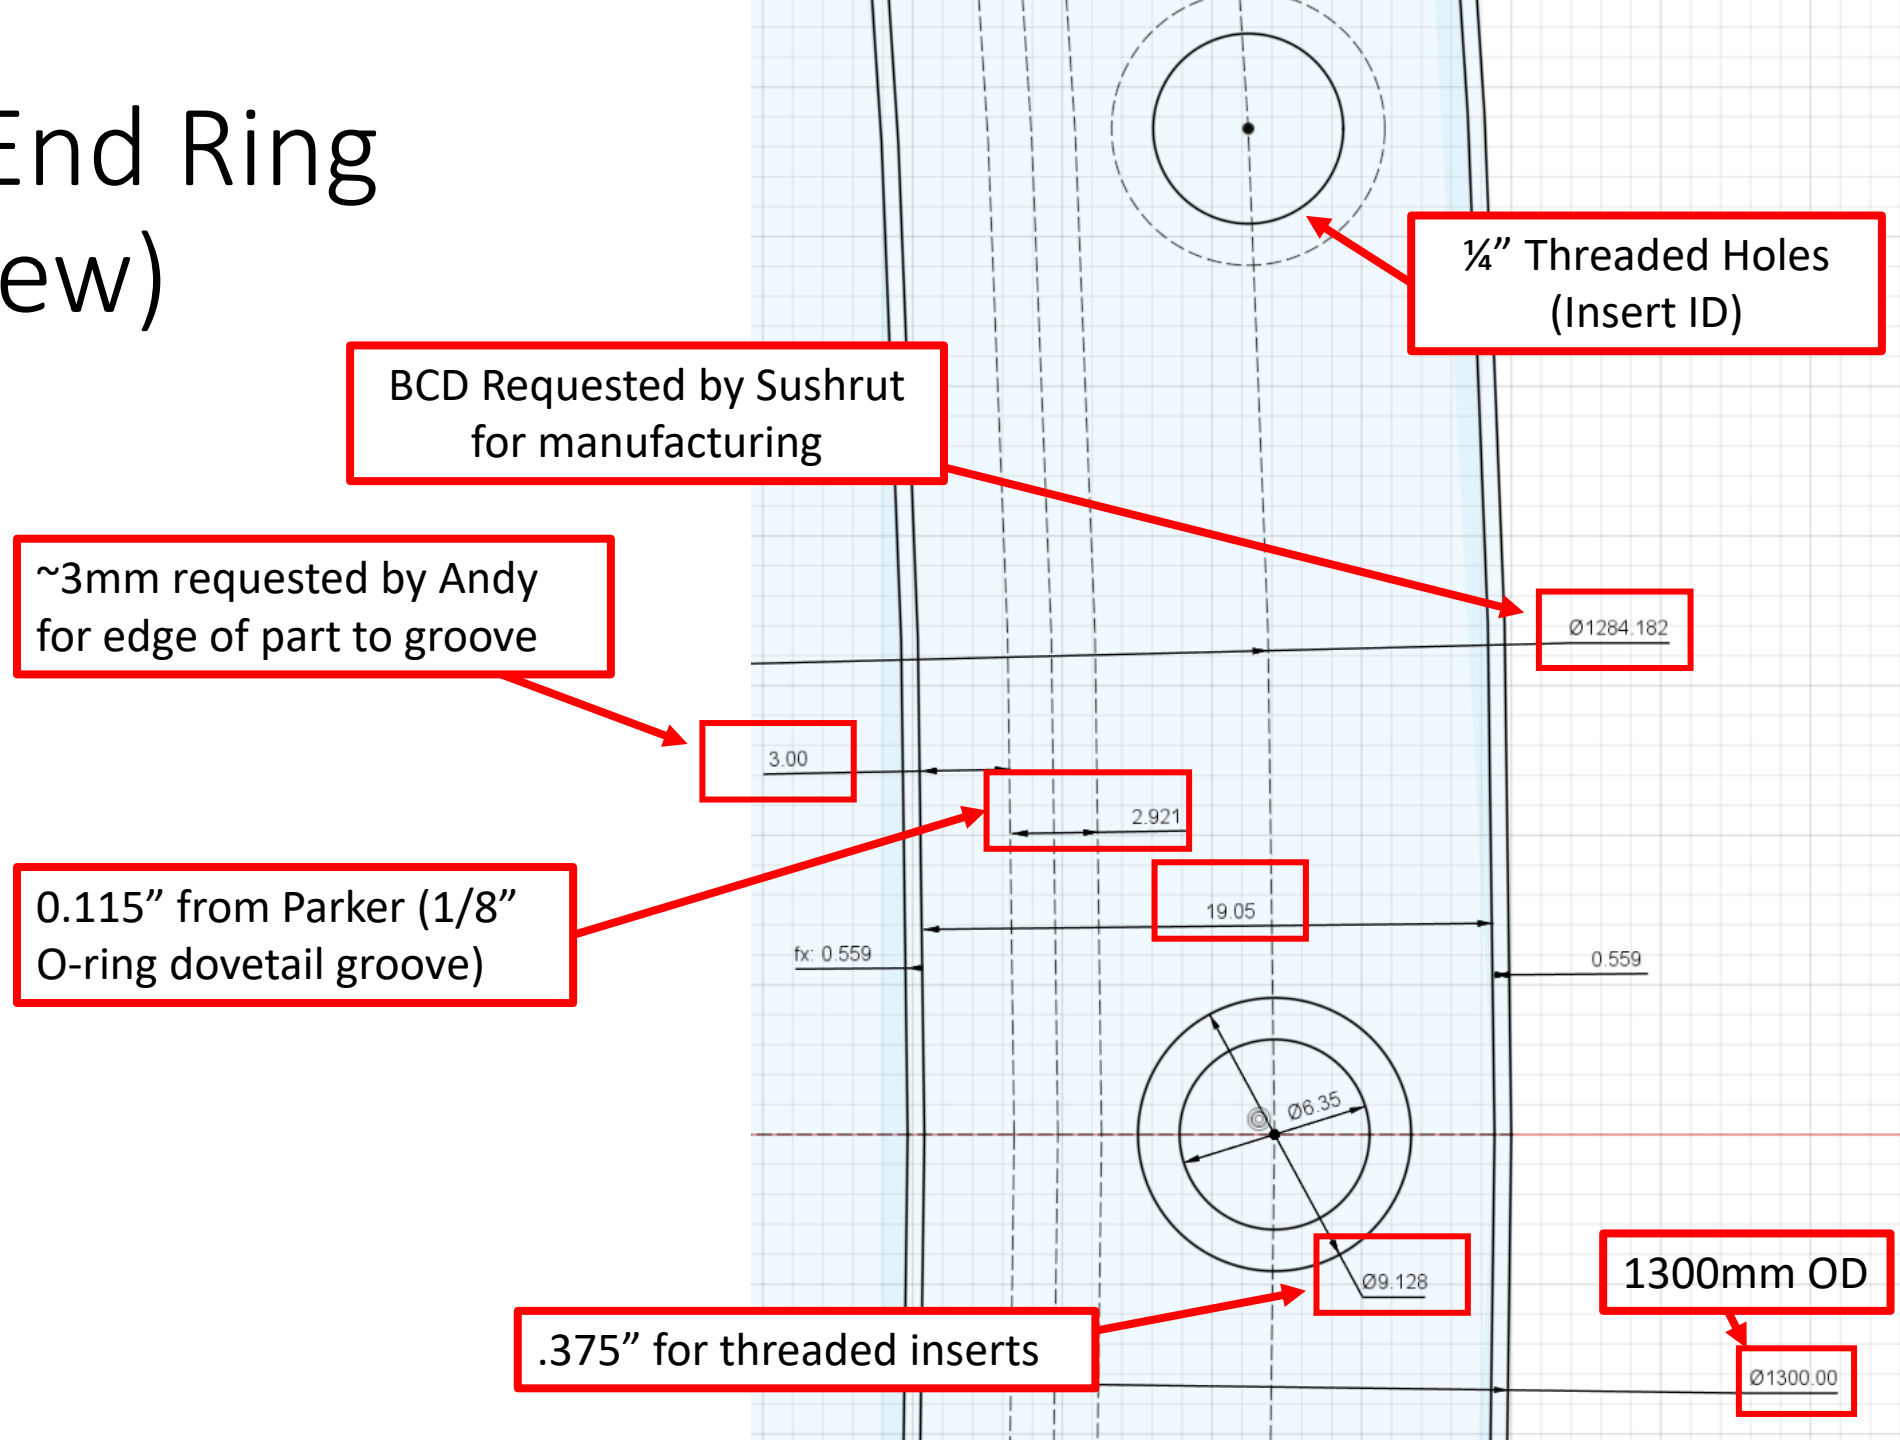 End Ring
ew)
¼” Threaded Holes
(Insert ID)
BCD Requested by Sushrut
for manufacturing
~3mm requested by Andy
for edge of part to groove
Ø1284.182
3.00
2.921
0.115” from Parker (1/8”
O-ring dovetail groove)
19.05
fx: 0.559
0.559
Ø6.35
Ø9.128
1300mm OD
.375” for threaded inserts
Ø1300.00